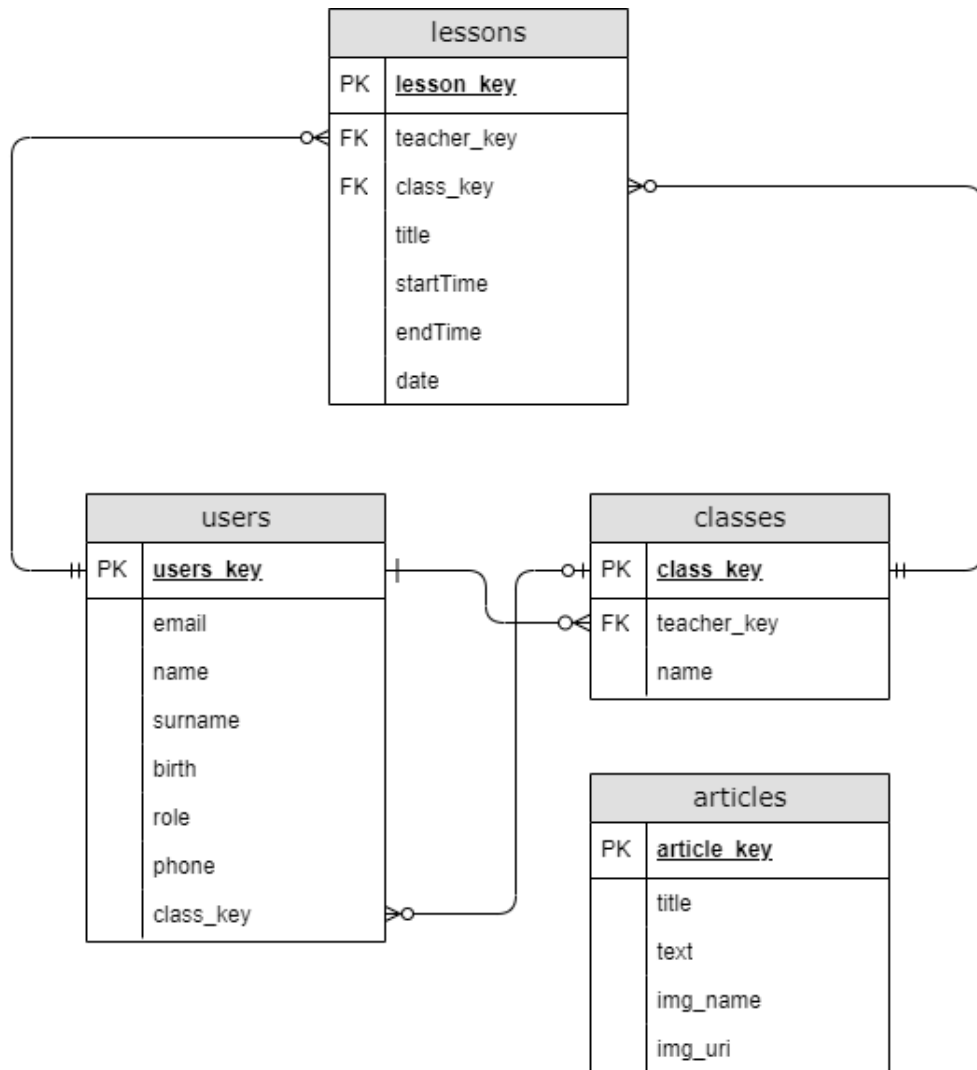 lessons
PK lesson_key
FK teacher_key
FK class_key
title
startTime
endTime
date
users
PK users_key
email
name
surname
birth
role
phone
class_key
classes
PK class_key
FK teacher_key
name
articles
PK article_key
title
text
img_name
img_uri